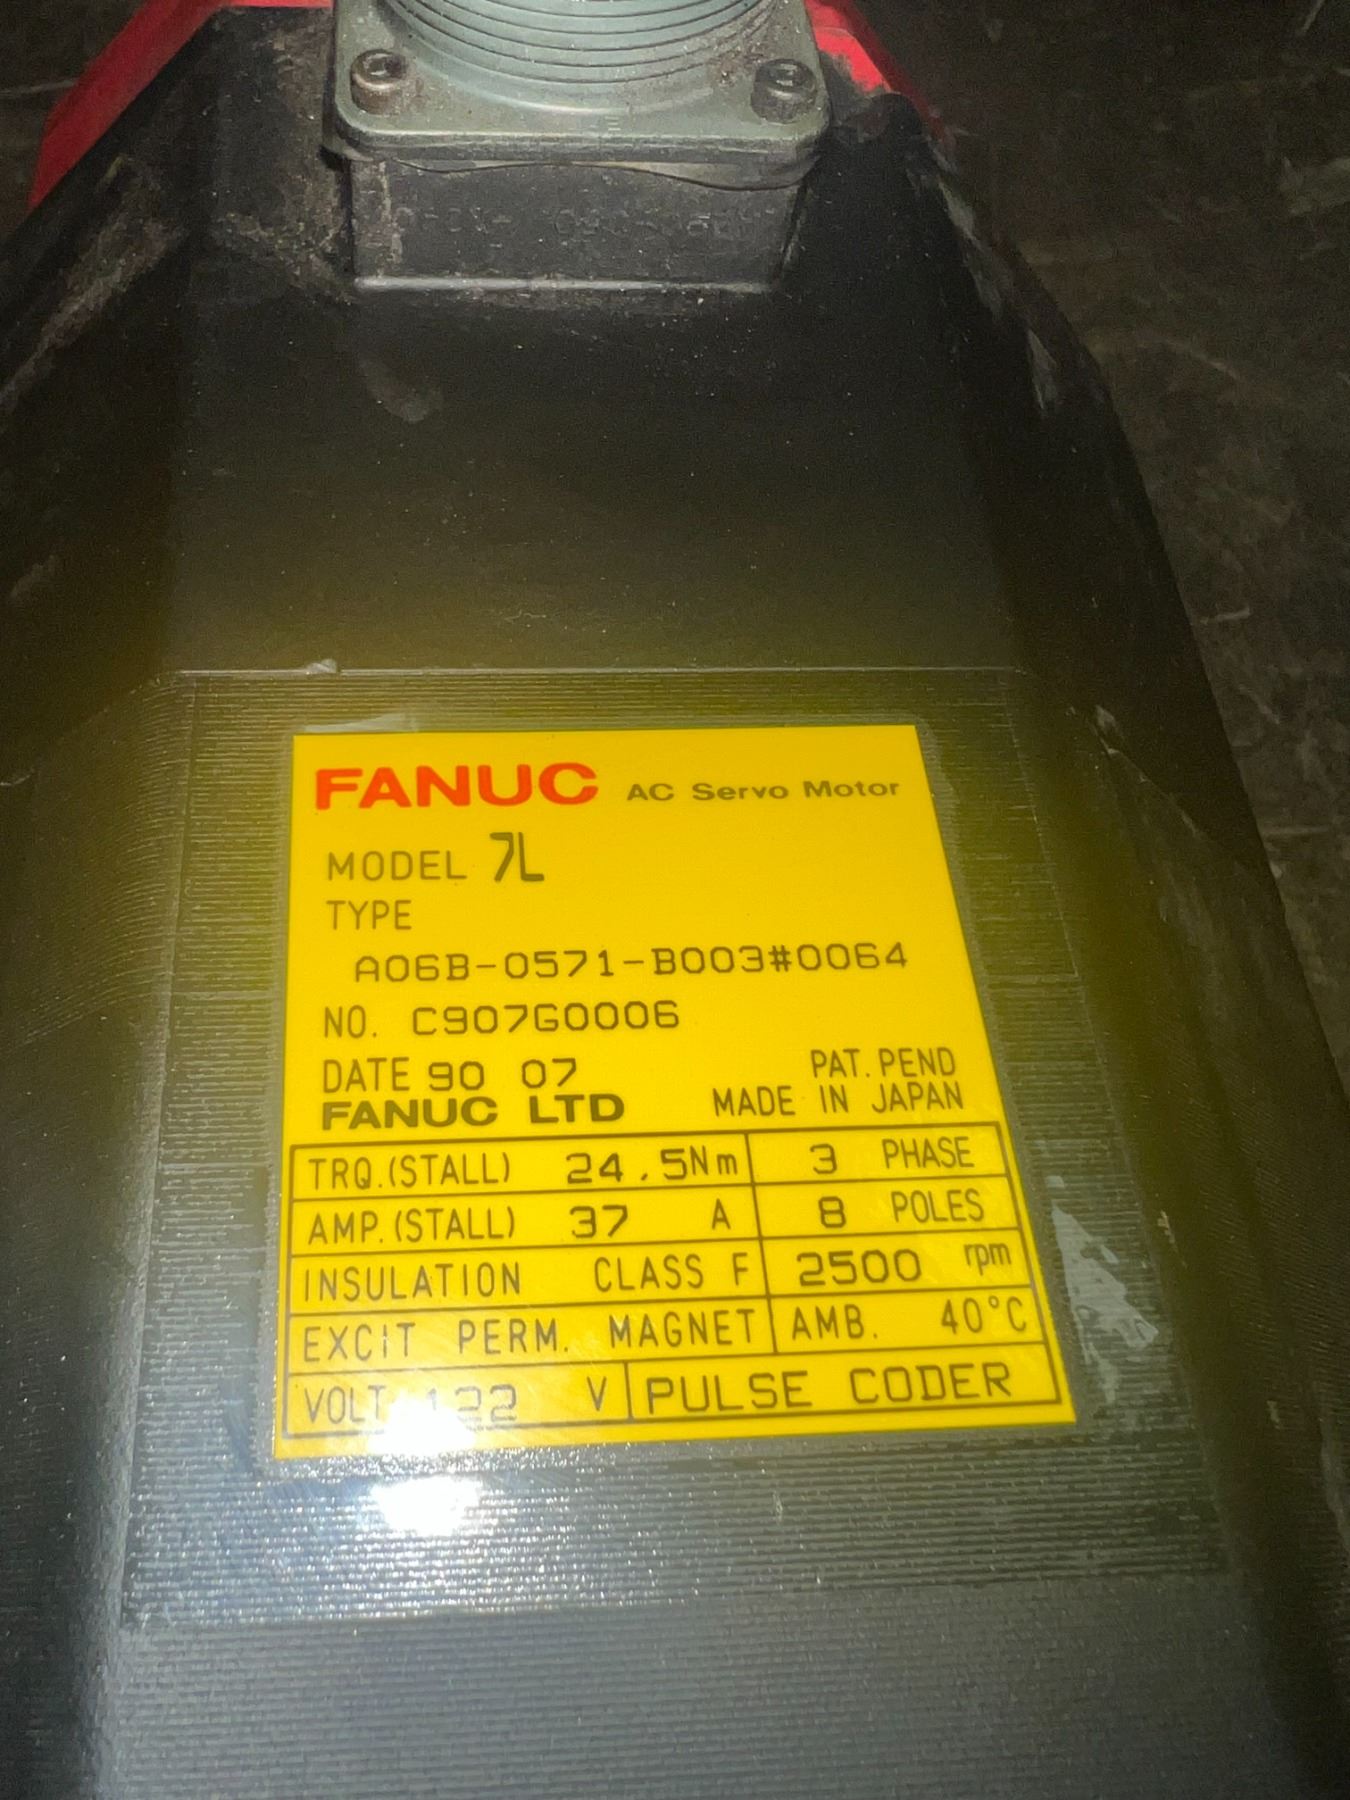 FANUC AC Servo Motor
MODEL 7L
TYPE
A06B-0571-B003#0064
NO. C907G0006
DATE 90 07 PAT. PEND
FANUC LTD MADE IN JAPAN
TRQ.(STALL) 24.5Nm 3 PHASE
AMP.(STALL) 37 A 8 POLES
INSULATION CLASS F 2500 rpm
EXCIT PERM. MAGNET AMB. 40°C
VOLT 122 V PULSE CODER